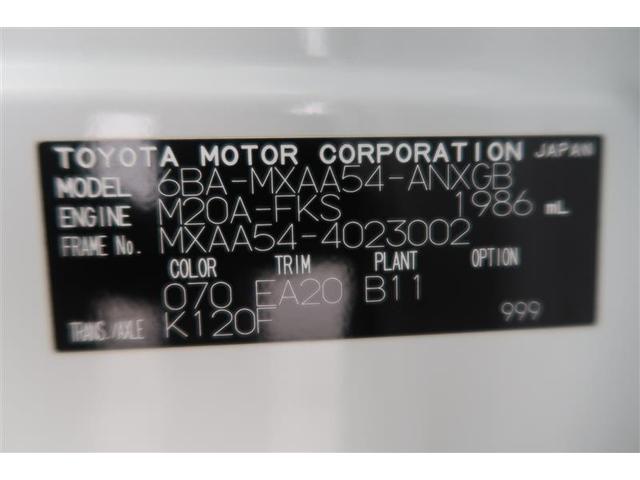 TOYOTA MOTOR CORPORATION JAPAN
MODEL 6BA-MXAA54-ANXGB
ENGINE M20A-FKS 1986 mL
FRAME No. MXAA54-4023002
COLOR TRIM PLANT OPTION
070 EA20 B11
TRANS./AXLE K120F 999